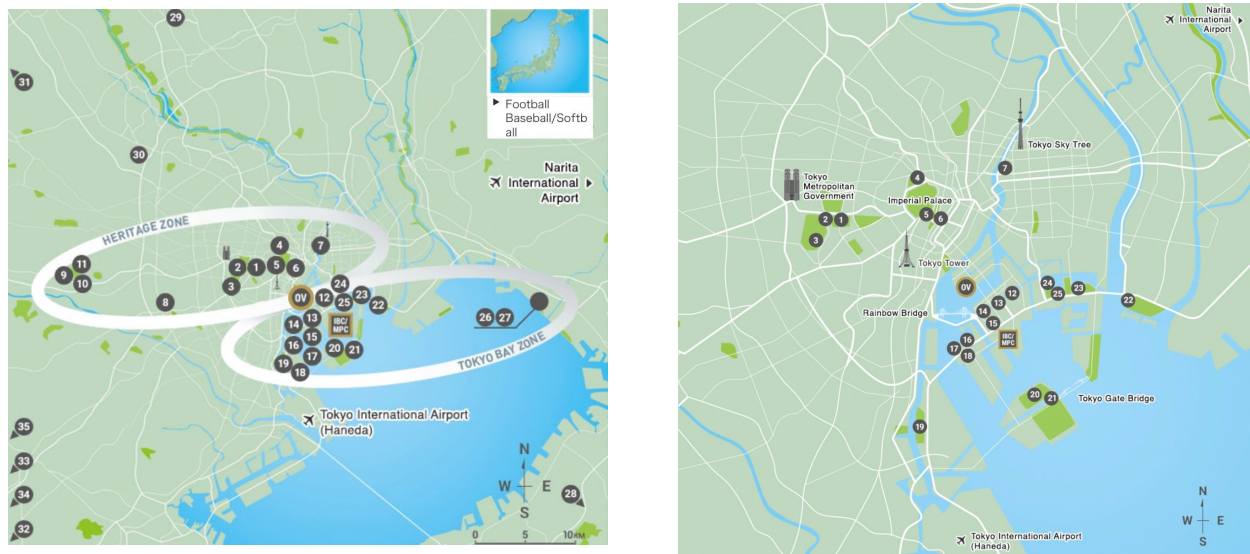 29
31
Football
Baseball/Softb
all
30
Narita
International
Airport
HERITAGE ZONE
4
7
11
9
10
2
1
5
6
3
8
OV
12
24
23
25
22
13
14
IBC/
MPC
15
16
17
20
21
19
18
26
27
TOKYO BAY ZONE
Tokyo International Airport
(Haneda)
35
33
34
32
28
N
W
E
S
0
5
10KM
Narita
International
Airport
Tokyo Sky Tree
7
4
Tokyo
Metropolitan
Government
Imperial Palace
2
1
5
6
3
Tokyo Tower
OV
12
24
25
23
22
13
14
15
Rainbow Bridge
IBC/
MPC
16
17
18
20
21
Tokyo Gate Bridge
19
N
W
E
S
Tokyo International Airport
(Haneda)